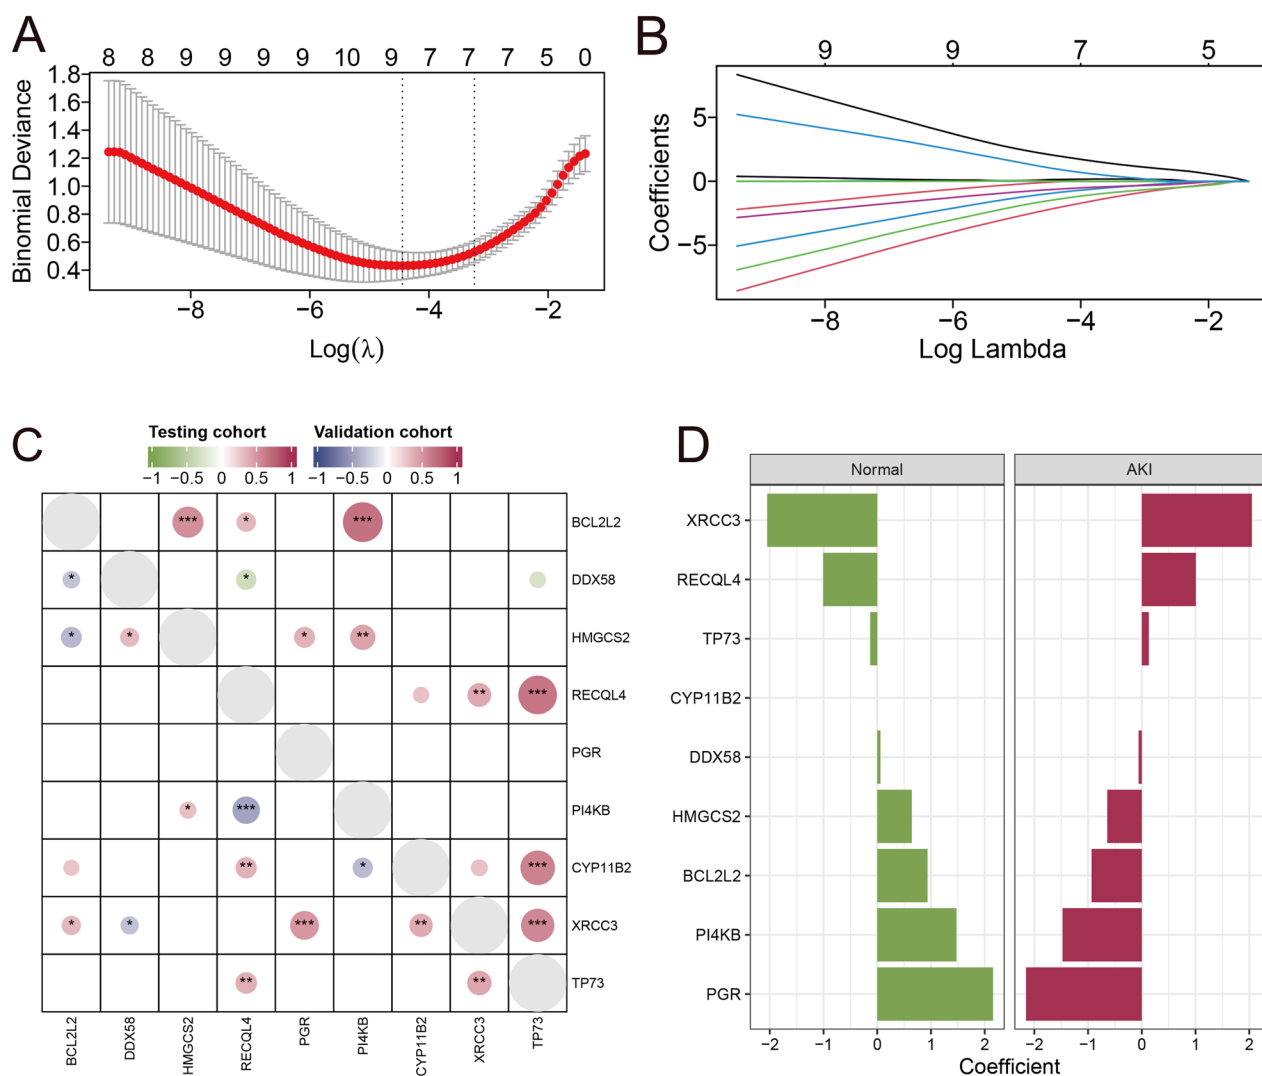 A
8 8 9 9 9 9 10 9 7 7 7 5 0
Binomial Deviance
1.8
1.6
1.4
1.2
1.0
0.8
0.6
0.4
−8 −6 −4 −2
Log(λ)
B
9 9 7 5
Coefficients
5
0
−5
−8 −6 −4 −2
Log Lambda
C
Testing cohort
−1 −0.5 0 0.5 1
Validation cohort
−1 −0.5 0 0.5 1
*** * *** BCL2L2
* * DDX58
* * * ** HMGCS2
** *** RECQL4
PGR
* *** PI4KB
** * *** CYP11B2
* * *** ** *** XRCC3
** ** TP73
BCL2L2
DDX58
HMGCS2
RECQL4
PGR
PI4KB
CYP11B2
XRCC3
TP73
D
Normal AKI
XRCC3
RECQL4
TP73
CYP11B2
DDX58
HMGCS2
BCL2L2
PI4KB
PGR
−2 −1 0 1 2 −2 −1 0 1 2
Coefficient